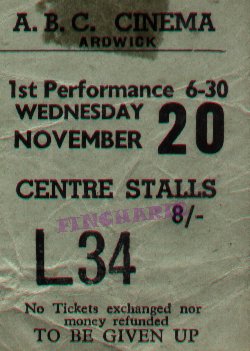 A. B. C. CINEMA
ARDWICK
1st Performance 6-30
WEDNESDAY
NOVEMBER 20
CENTRE STALLS
8/-
L34
No Tickets exchanged nor
money refunded
TO BE GIVEN UP